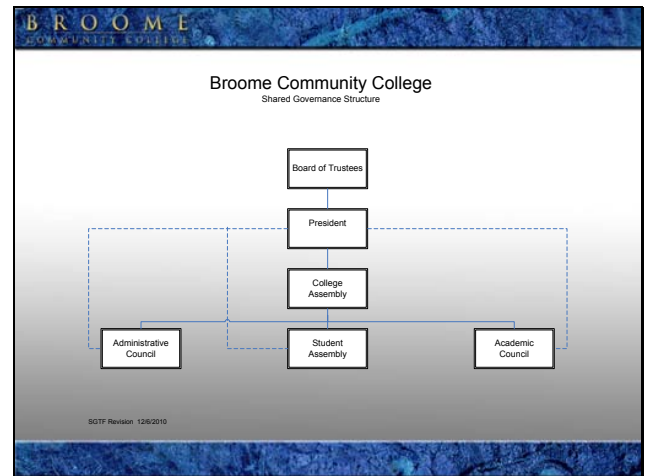 BROOME
COMMUNITY COLLEGE
Broome Community College
Shared Governance Structure
Board of Trustees
President
College
Assembly
Administrative
Council
Student
Assembly
Academic
Council
SGTF Revision 12/6/2010